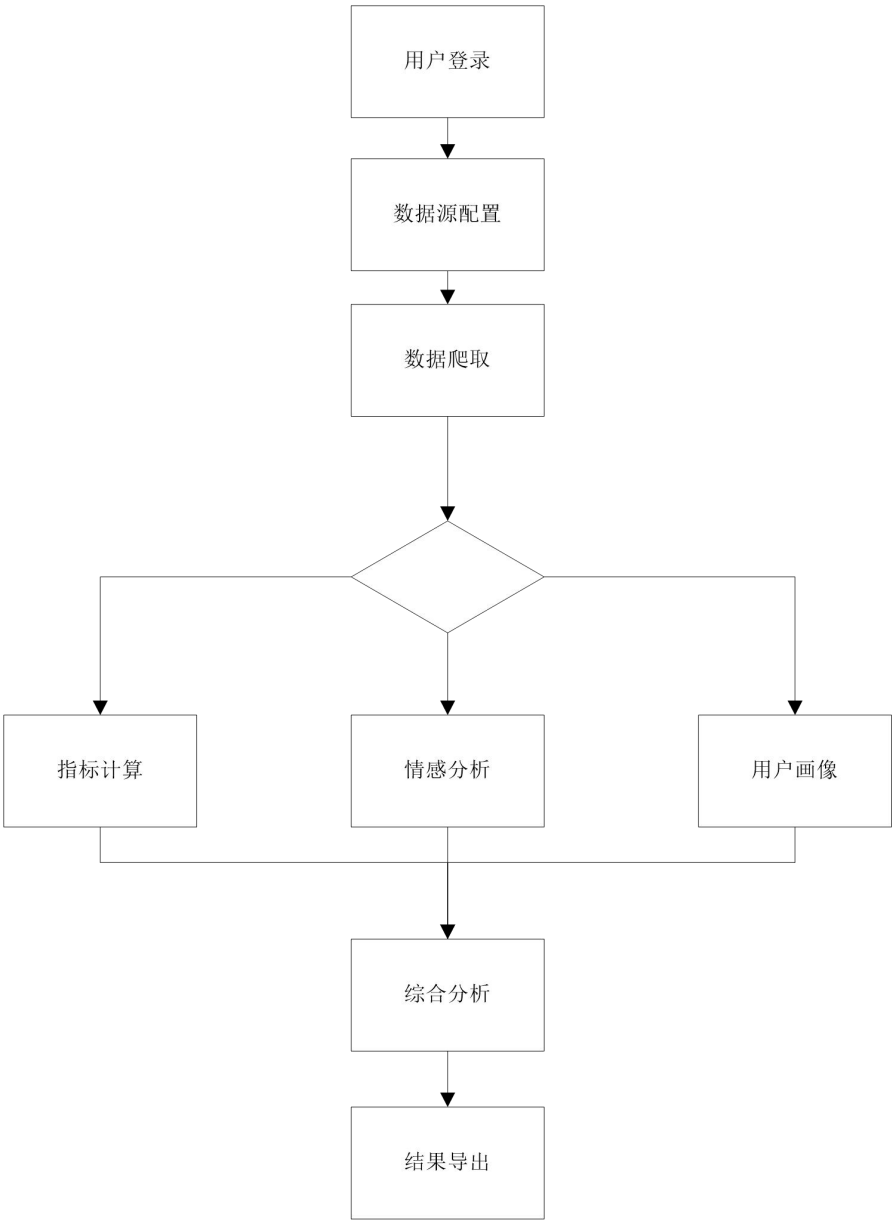 用户登录
数据源配置
数据爬取
指标计算
情感分析
用户画像
综合分析
结果导出